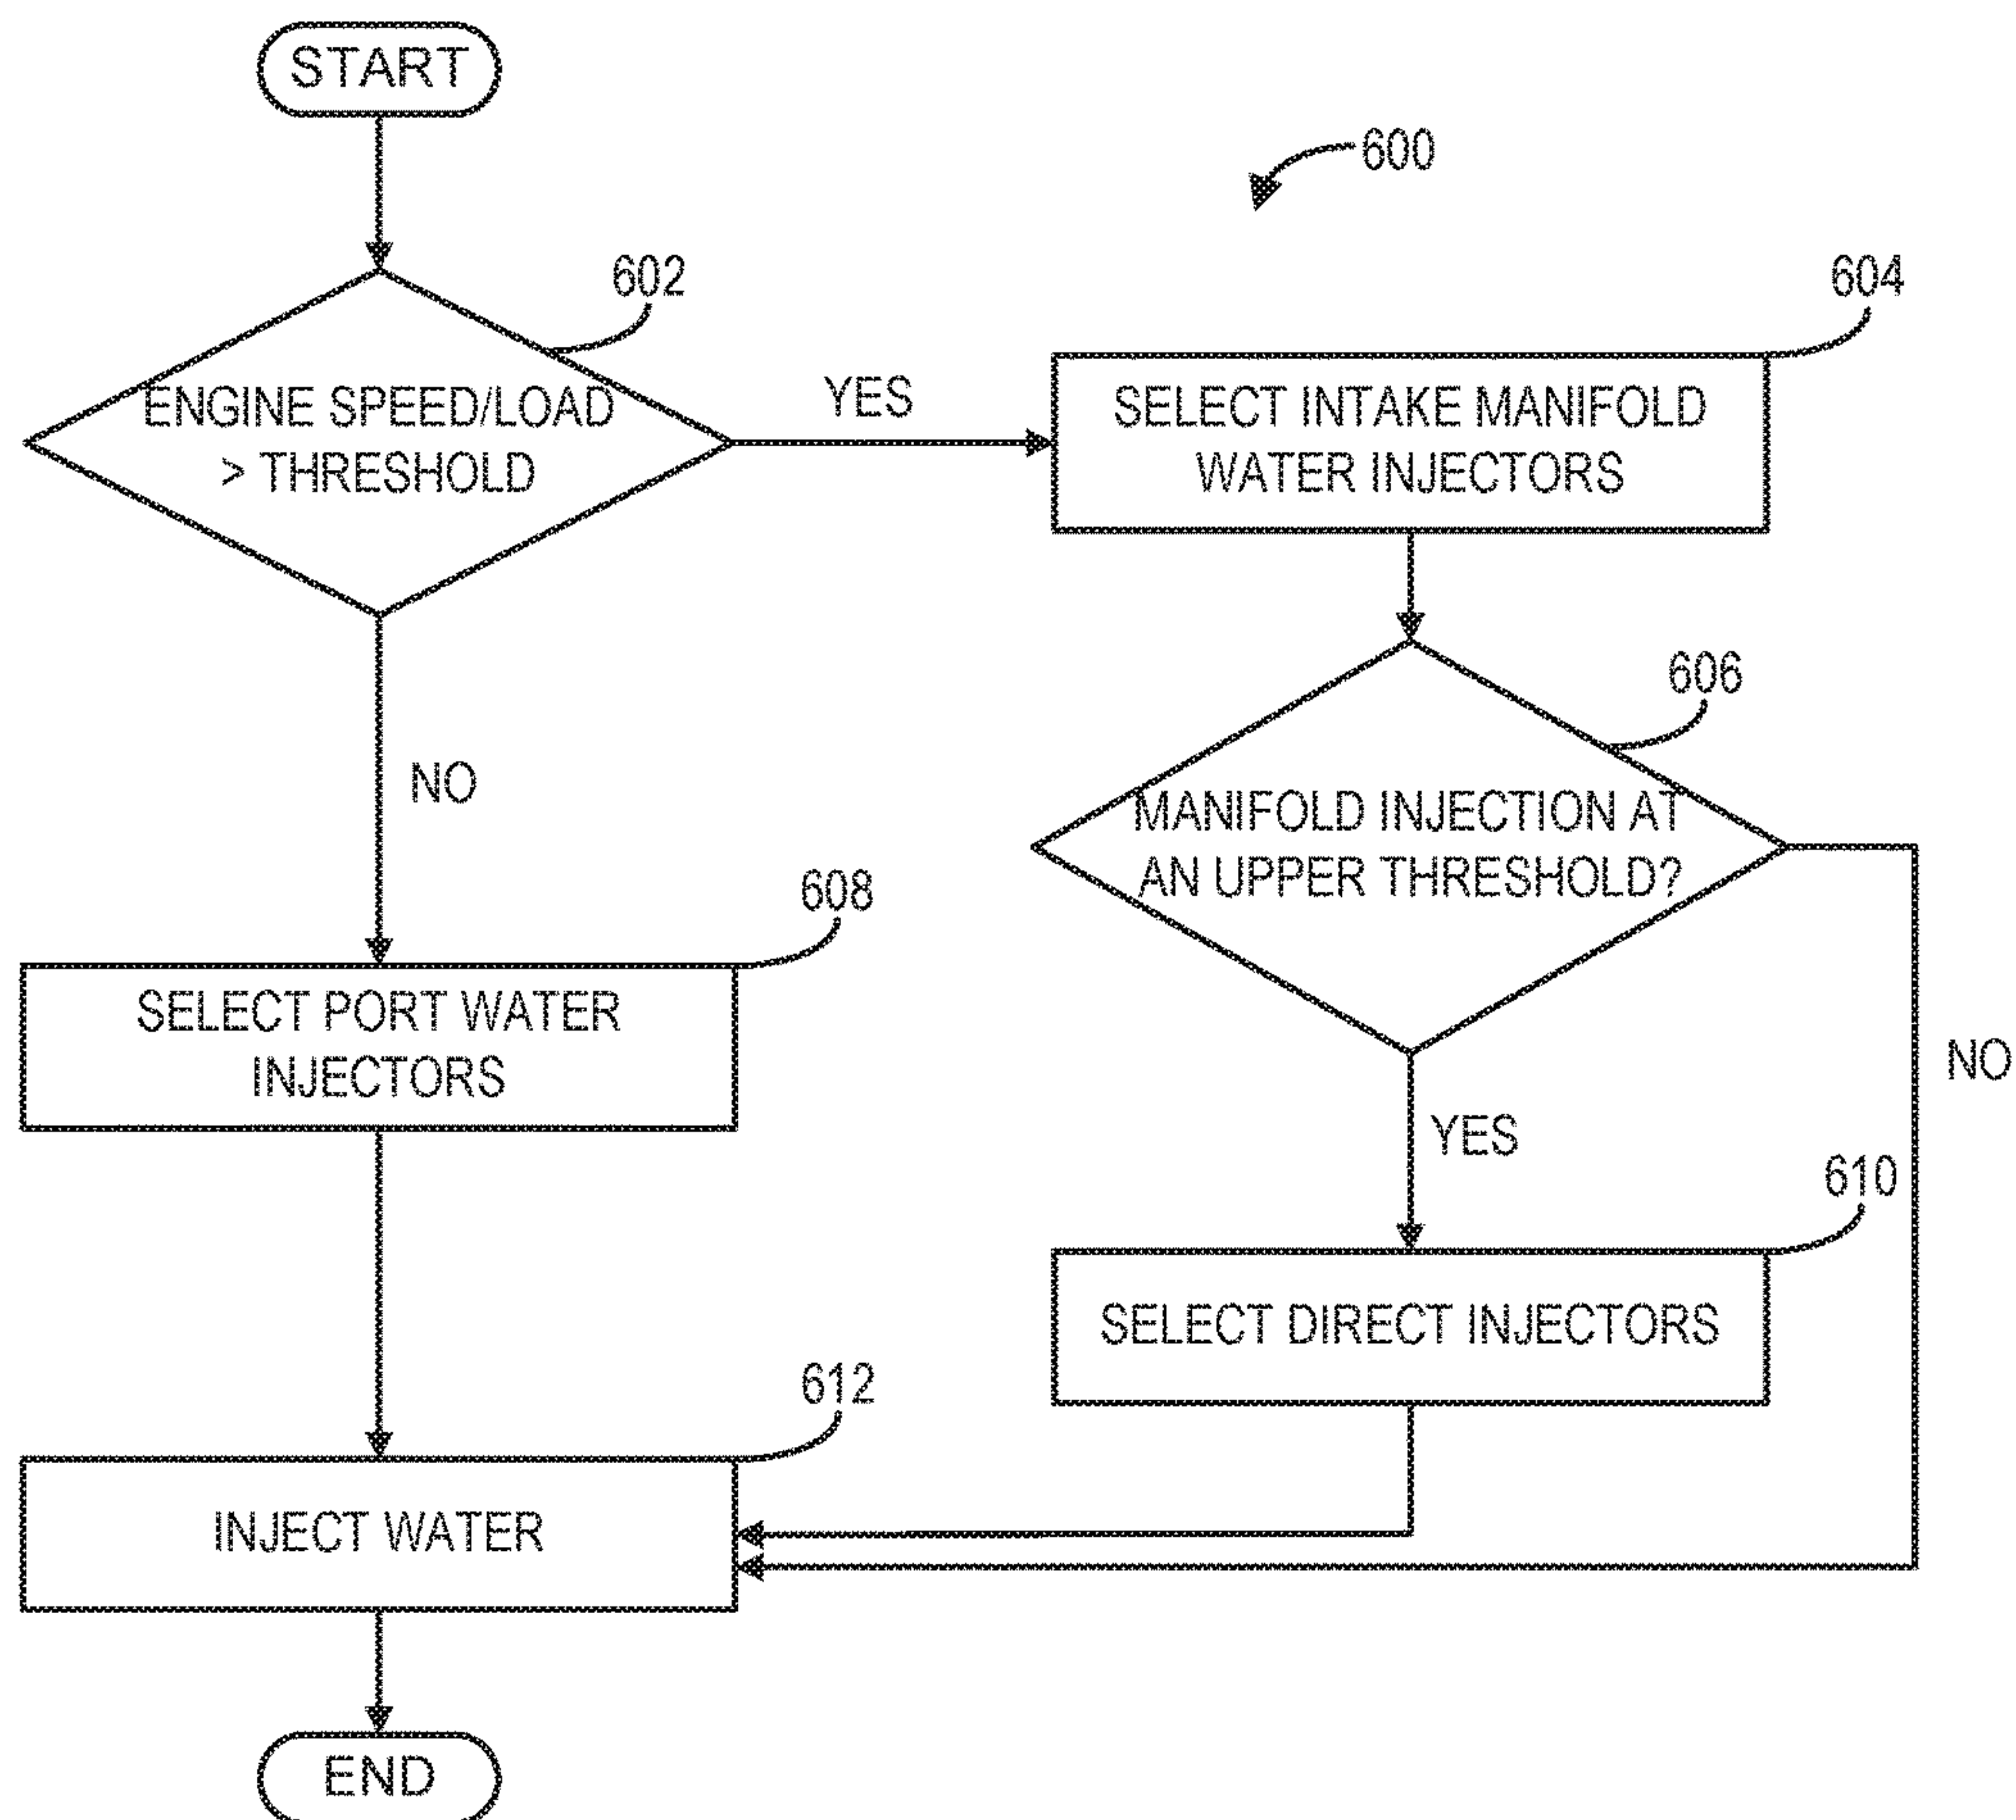 START
600
602
ENGINE SPEED/LOAD
> THRESHOLD
YES
604
SELECT INTAKE MANIFOLD
WATER INJECTORS
606
MANIFOLD INJECTION AT
AN UPPER THRESHOLD?
NO
NO
608
SELECT PORT WATER
INJECTORS
YES
610
SELECT DIRECT INJECTORS
612
INJECT WATER
END